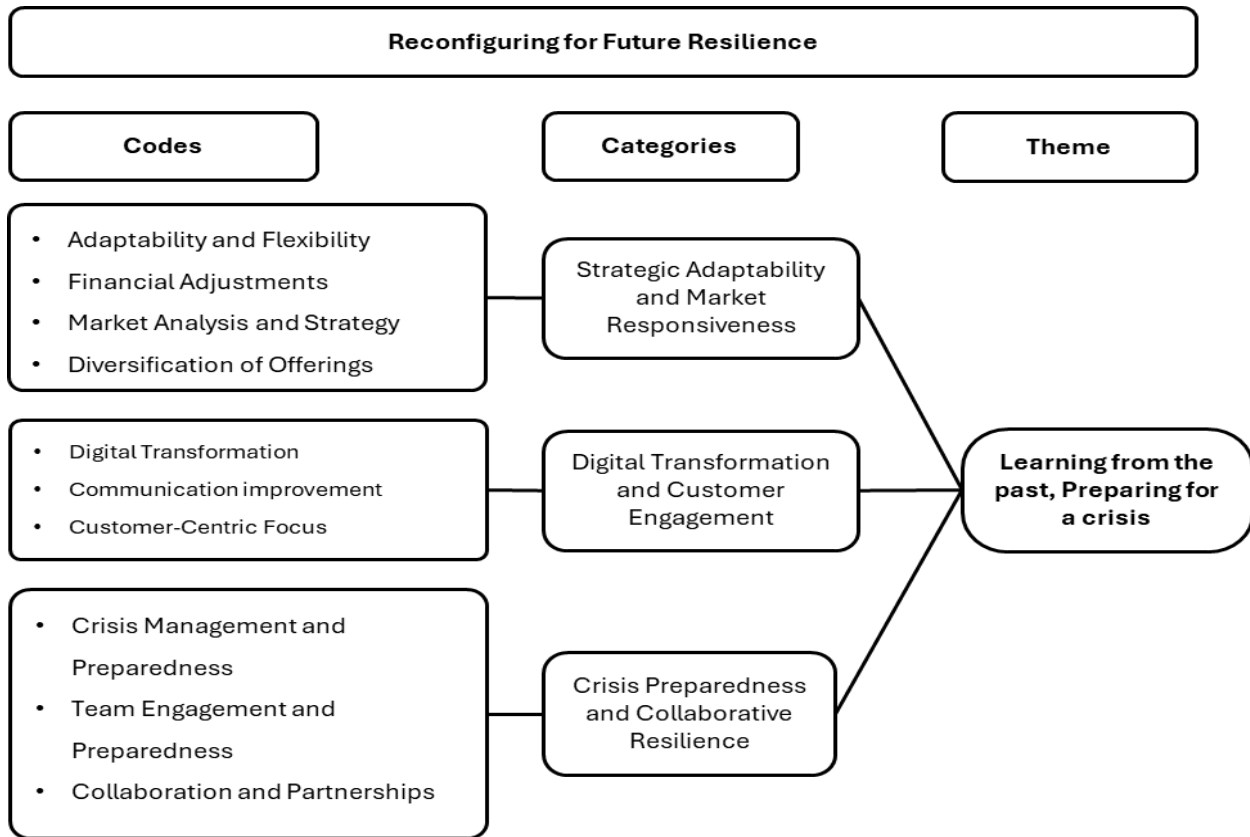 Reconfiguring for Future Resilience
Codes
Categories
Theme
• Adaptability and Flexibility
• Financial Adjustments
• Market Analysis and Strategy
• Diversification of Offerings
Strategic Adaptability
and Market
Responsiveness
• Digital Transformation
• Communication improvement
• Customer-Centric Focus
Digital Transformation
and Customer
Engagement
Learning from the
past, Preparing for
a crisis
• Crisis Management and
Preparedness
• Team Engagement and
Preparedness
• Collaboration and Partnerships
Crisis Preparedness
and Collaborative
Resilience